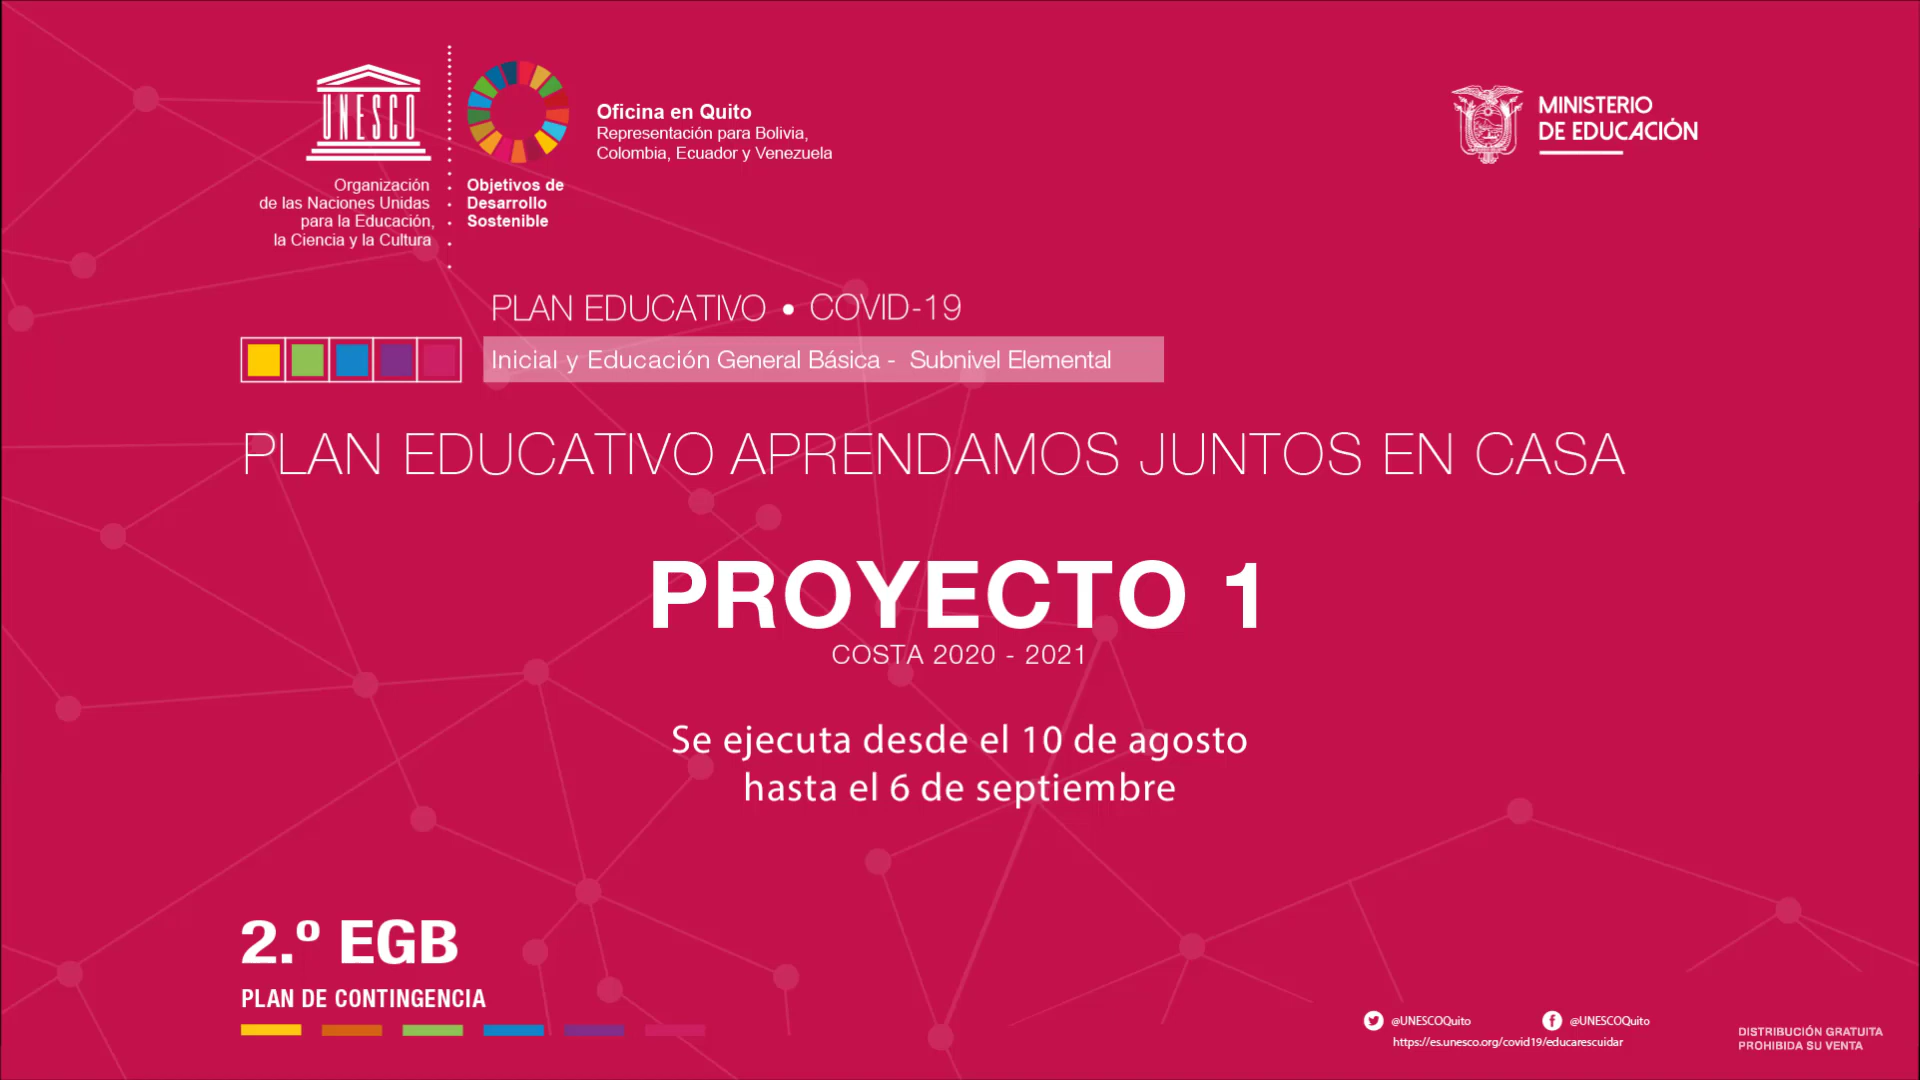 UNESCO
Organización
de las Naciones Unidas
para la Educación,
la Ciencia y la Cultura
Objetivos de
Desarrollo
Sostenible
Oficina en Quito
Representación para Bolivia,
Colombia, Ecuador y Venezuela
MINISTERIO
DE EDUCACIÓN
PLAN EDUCATIVO • COVID-19
Inicial y Educación General Básica - Subnivel Elemental
PLAN EDUCATIVO APRENDAMOS JUNTOS EN CASA
PROYECTO 1
COSTA 2020 - 2021
Se ejecuta desde el 10 de agosto
hasta el 6 de septiembre
2.º EGB
PLAN DE CONTINGENCIA
@UNESCOQuito
@UNESCOQuito
https://es.unesco.org/covid19/educarescuidar
DISTRIBUCIÓN GRATUITA
PROHIBIDA SU VENTA